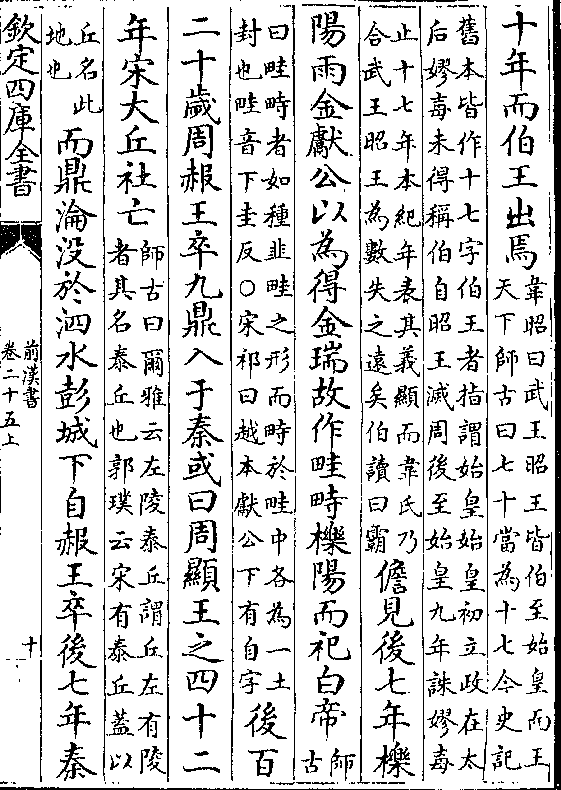 十年而伯王出焉韋昭曰武王昭王皆伯至始皇而王天下師古曰七十當為十七今史記
舊本皆作十七字伯王者指謂始皇始皇初立政在太后嫪毐未得稱伯自昭王滅周後至始皇九年誅嫪毐
止十七年本紀年表其義顯而韋氏乃合武王昭王為數失之遠矣伯讀曰霸儋見後七年櫟
陽雨金獻公以為得金瑞故作畦畤櫟陽而祀白帝師古
曰畦畤者如種韭畦之形而畤於畦中各為一土封也畦音下圭反○宋祁曰越本獻公下有自字後百
二十歲周赧王卒九鼎入于秦或曰周顯王之四十二
年宋大丘社亡師古曰爾雅云左陵泰丘謂丘左有陵者其名泰丘也郭璞云宋有泰丘蓋以
丘名此地也而鼎淪没於泗水彭城下自赧王卒後七年秦
欽定四庫全書
前漢書
卷二十五上
十